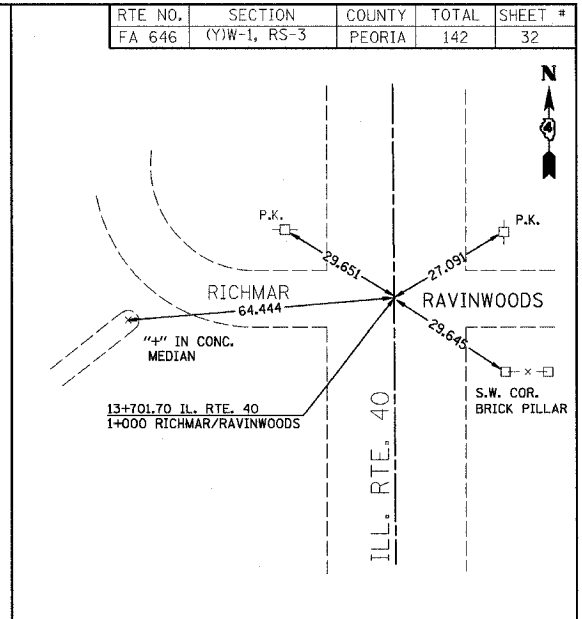 RTE NO. SECTION COUNTY TOTAL SHEET #
FA 646 (Y)W-1, RS-3 PEORIA 142 32
N
4
P.K.
P.K.
29.651
27.091
RICHMAR
RAVINWOODS
64.444
29.645
"+" IN CONC.
MEDIAN
S.W. COR.
BRICK PILLAR
13+701.70 IL. RTE. 40
1+000 RICHMAR/RAVINWOODS
ILL. RTE. 40